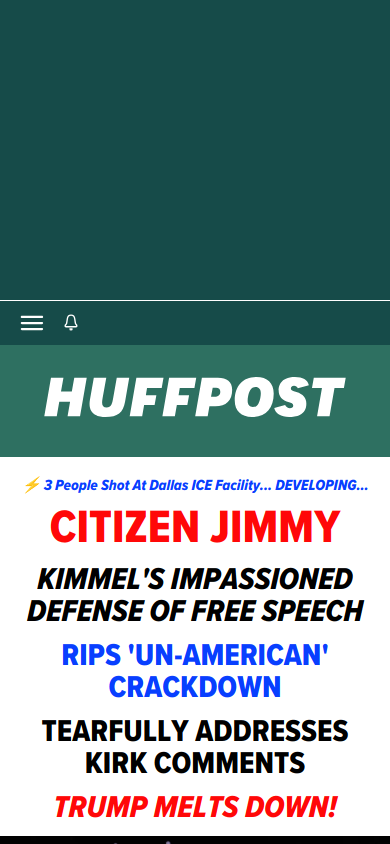 HUFFPOST
⚡ 3 People Shot At Dallas ICE Facility... DEVELOPING...
CITIZEN JIMMY
KIMMEL'S IMPASSIONED
DEFENSE OF FREE SPEECH
RIPS 'UN-AMERICAN'
CRACKDOWN
TEARFULLY ADDRESSES
KIRK COMMENTS
TRUMP MELTS DOWN!